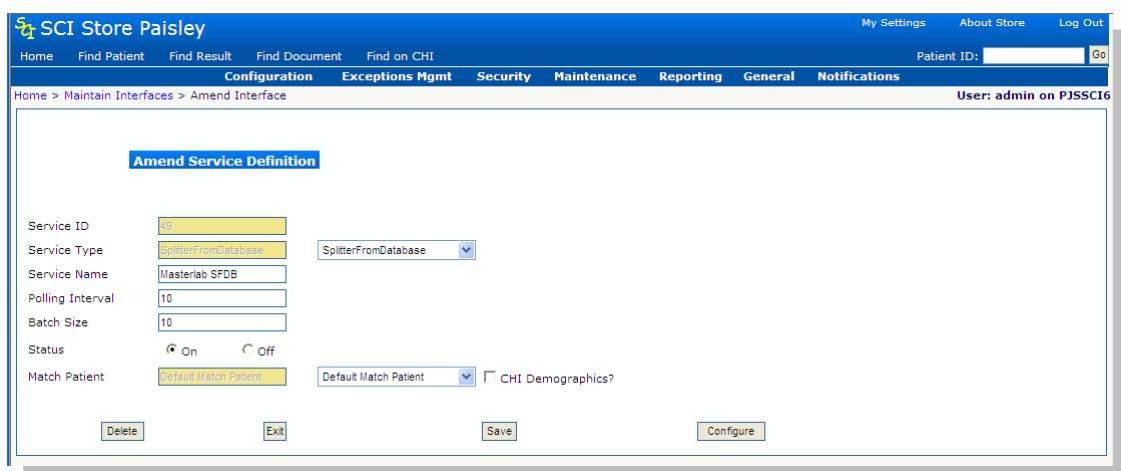 SCI Store Paisley
My Settings About Store Log Out
Home Find Patient Find Result Find Document Find on CHI Patient ID: Go
Configuration Exceptions Mgmt Security Maintenance Reporting General Notifications
Home > Maintain Interfaces > Amend Interface User: admin on PJSSCI6
Amend Service Definition
Service ID 49
Service Type SplitterFromDatabase SplitterFromDatabase
Service Name Masterlab SFDB
Polling Interval 10
Batch Size 10
Status On Off
Match Patient Default Match Patient Default Match Patient CHI Demographics?
Delete Exit Save Configure